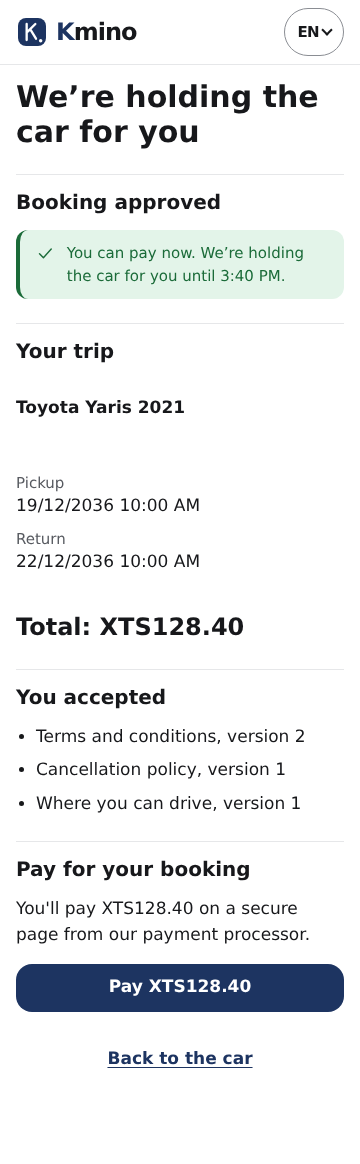 K. Kmino
EN
We’re holding the
car for you
Booking approved
You can pay now. We’re holding
the car for you until 3:40 PM.
Your trip
Toyota Yaris 2021
Pickup
19/12/2036 10:00 AM
Return
22/12/2036 10:00 AM
Total: XTS128.40
You accepted
• Terms and conditions, version 2
• Cancellation policy, version 1
• Where you can drive, version 1
Pay for your booking
You'll pay XTS128.40 on a secure
page from our payment processor.
Pay XTS128.40
Back to the car